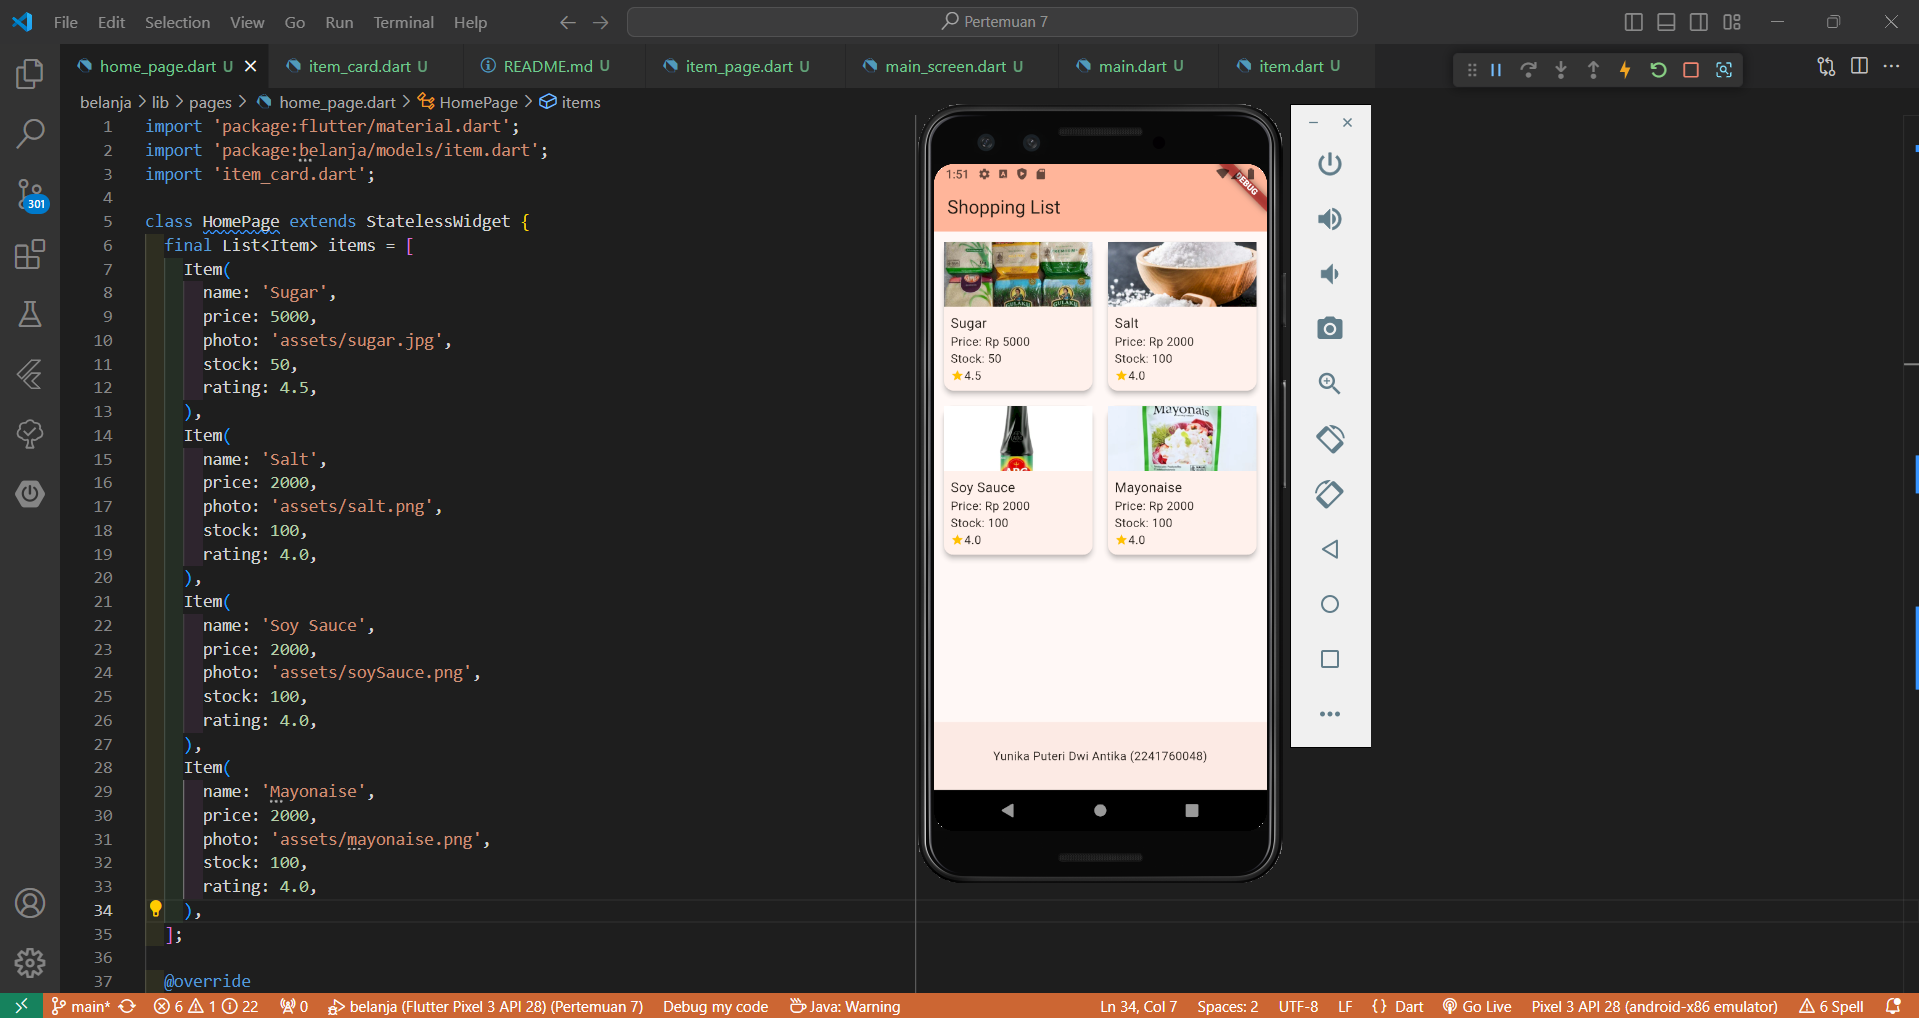 File Edit Selection View Go Run Terminal Help
Pertemuan 7
home_page.dart U
item_card.dart U
README.md U
item_page.dart U
main_screen.dart U
main.dart U
item.dart U
belanja > lib > pages > home_page.dart > HomePage > items
1 import 'package:flutter/material.dart';
2 import 'package:belanja/models/item.dart';
3 import 'item_card.dart';
4
5 class HomePage extends StatelessWidget {
6 final List<Item> items = [
7 Item(
8 name: 'Sugar',
9 price: 5000,
10 photo: 'assets/sugar.jpg',
11 stock: 50,
12 rating: 4.5,
13 ),
14 Item(
15 name: 'Salt',
16 price: 2000,
17 photo: 'assets/salt.png',
18 stock: 100,
19 rating: 4.0,
20 ),
21 Item(
22 name: 'Soy Sauce',
23 price: 2000,
24 photo: 'assets/soySauce.png',
25 stock: 100,
26 rating: 4.0,
27 ),
28 Item(
29 name: 'Mayonaise',
30 price: 2000,
31 photo: 'assets/mayonaise.png',
32 stock: 100,
33 rating: 4.0,
34 ),
35 ];
36
37 @override
301
1:51
DEBUG
Shopping List
GULAKU GULAKU
Sugar
Price: Rp 5000
Stock: 50
4.5
Salt
Price: Rp 2000
Stock: 100
4.0
ABC
Soy Sauce
Price: Rp 2000
Stock: 100
4.0
Mayonais
Mayonaise
Price: Rp 2000
Stock: 100
4.0
Yunika Puteri Dwi Antika (2241760048)
main* 6 1 22 0 belanja (Flutter Pixel 3 API 28) (Pertemuan 7) Debug my code Java: Warning Ln 34, Col 7 Spaces: 2 UTF-8 LF {} Dart Go Live Pixel 3 API 28 (android-x86 emulator) 6 Spell